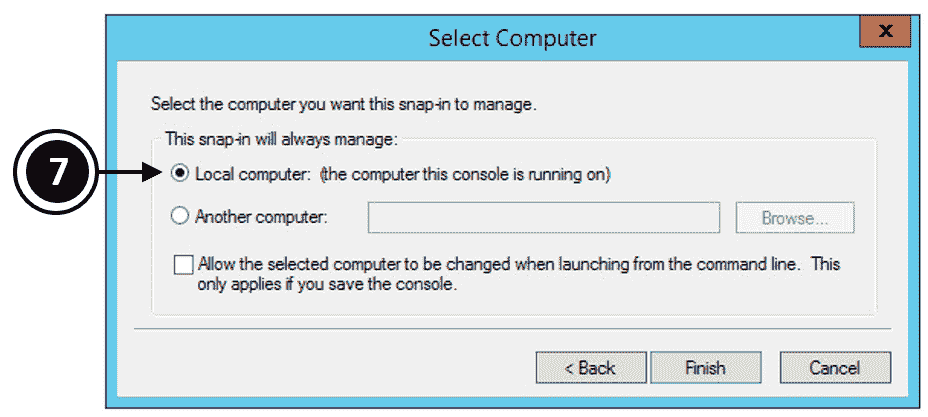 Select Computer
x
Select the computer you want this snap-in to manage.
This snap-in will always manage:
7
Local computer: (the computer this console is running on)
Another computer:
Browse...
Allow the selected computer to be changed when launching from the command line. This
only applies if you save the console.
< Back
Finish
Cancel